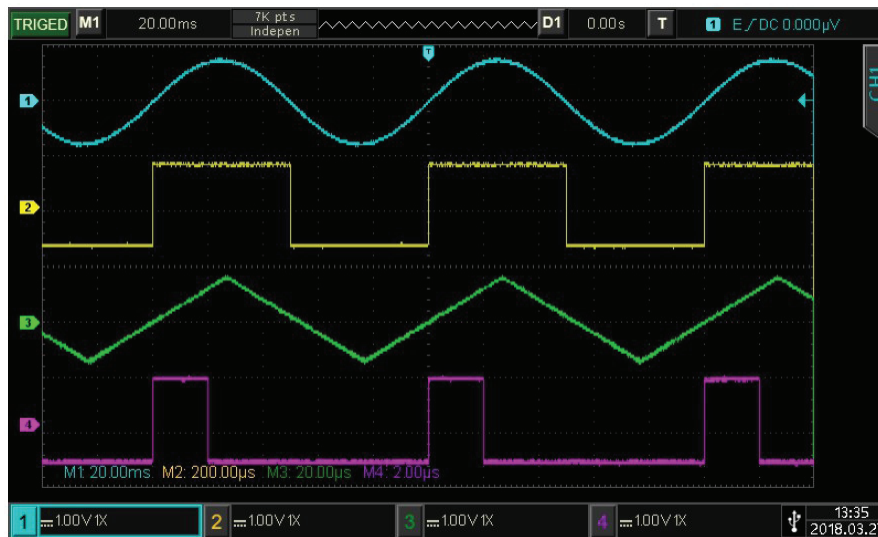 TRIGED M1 20.00ms 7K pts D1 0.00s T 1 E DC 0.000µV
Indepen
T
CH1
1
2
3
4
M1: 20.00ms M2: 200.00µs M3: 20.00µs M4: 2.00µs
1 1.00V 1X 2 1.00V 1X 3 1.00V 1X 4 1.00V 1X 13:35
2018.03.2